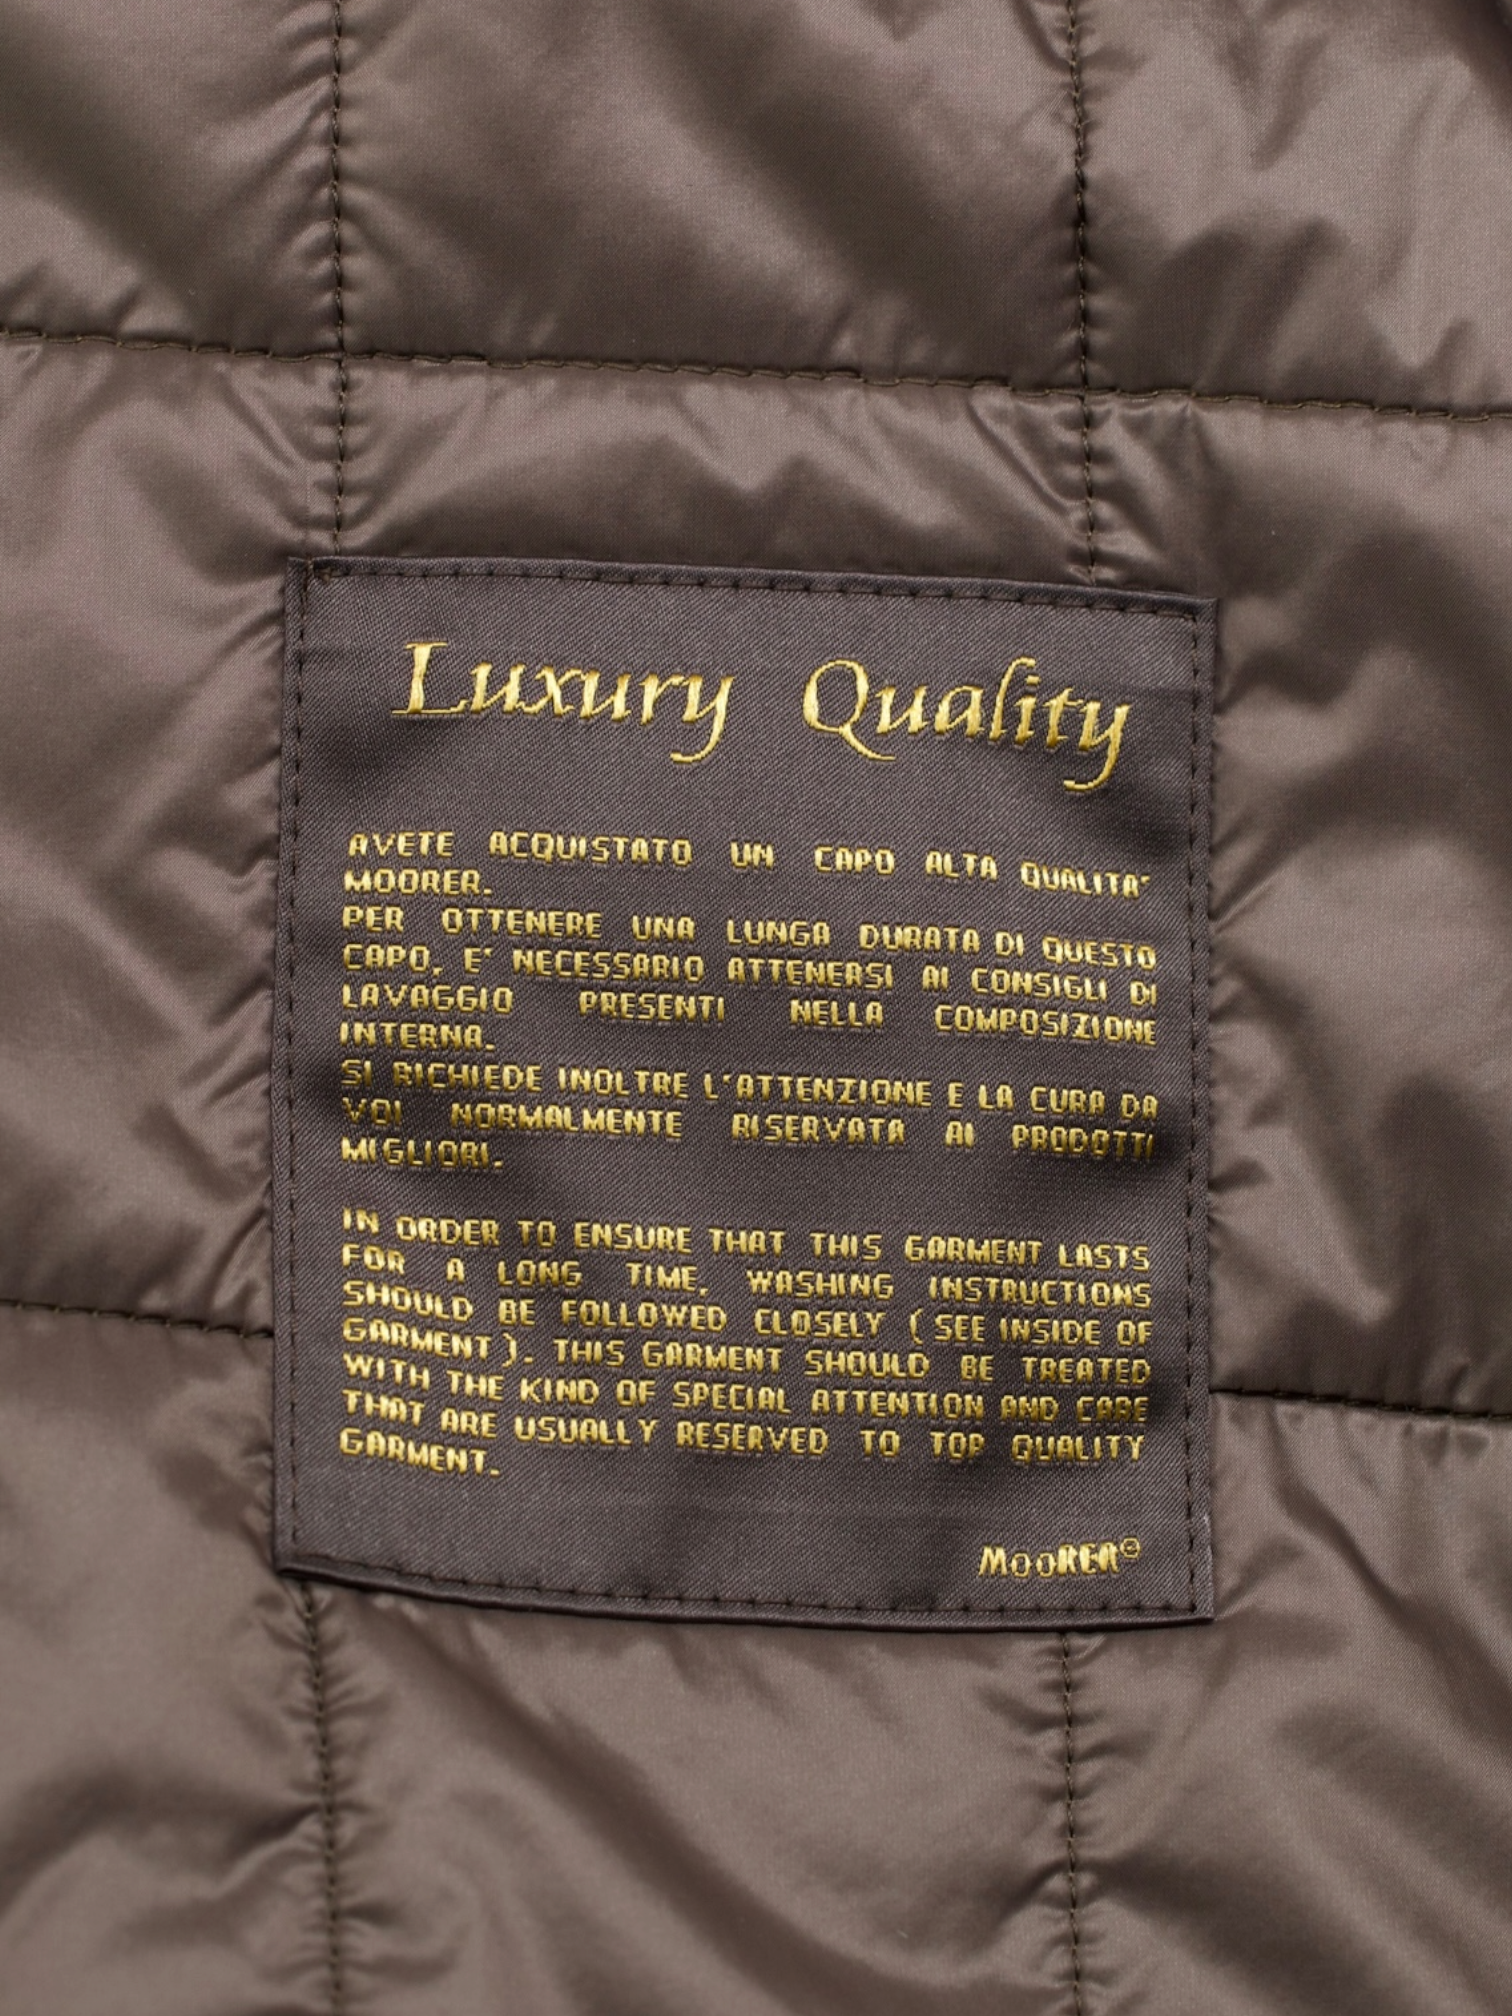 Luxury Quality
AVETE ACQUISTATO UN CAPO ALTA QUALITA'
MOORER.
PER OTTENERE UNA LUNGA DURATA DI QUESTO
CAPO, E' NECESSARIO ATTENERSI AI CONSIGLI DI
LAVAGGIO PRESENTI NELLA COMPOSIZIONE
INTERNA.
SI RICHIEDE INOLTRE L'ATTENZIONE E LA CURA DA
VOI NORMALMENTE RISERVATA AI PRODOTTI
MIGLIORI.
IN ORDER TO ENSURE THAT THIS GARMENT LASTS
FOR A LONG TIME, WASHING INSTRUCTIONS
SHOULD BE FOLLOWED CLOSELY ( SEE INSIDE OF
GARMENT ). THIS GARMENT SHOULD BE TREATED
WITH THE KIND OF SPECIAL ATTENTION AND CARE
THAT ARE USUALLY RESERVED TO TOP QUALITY
GARMENT.
MOORER®